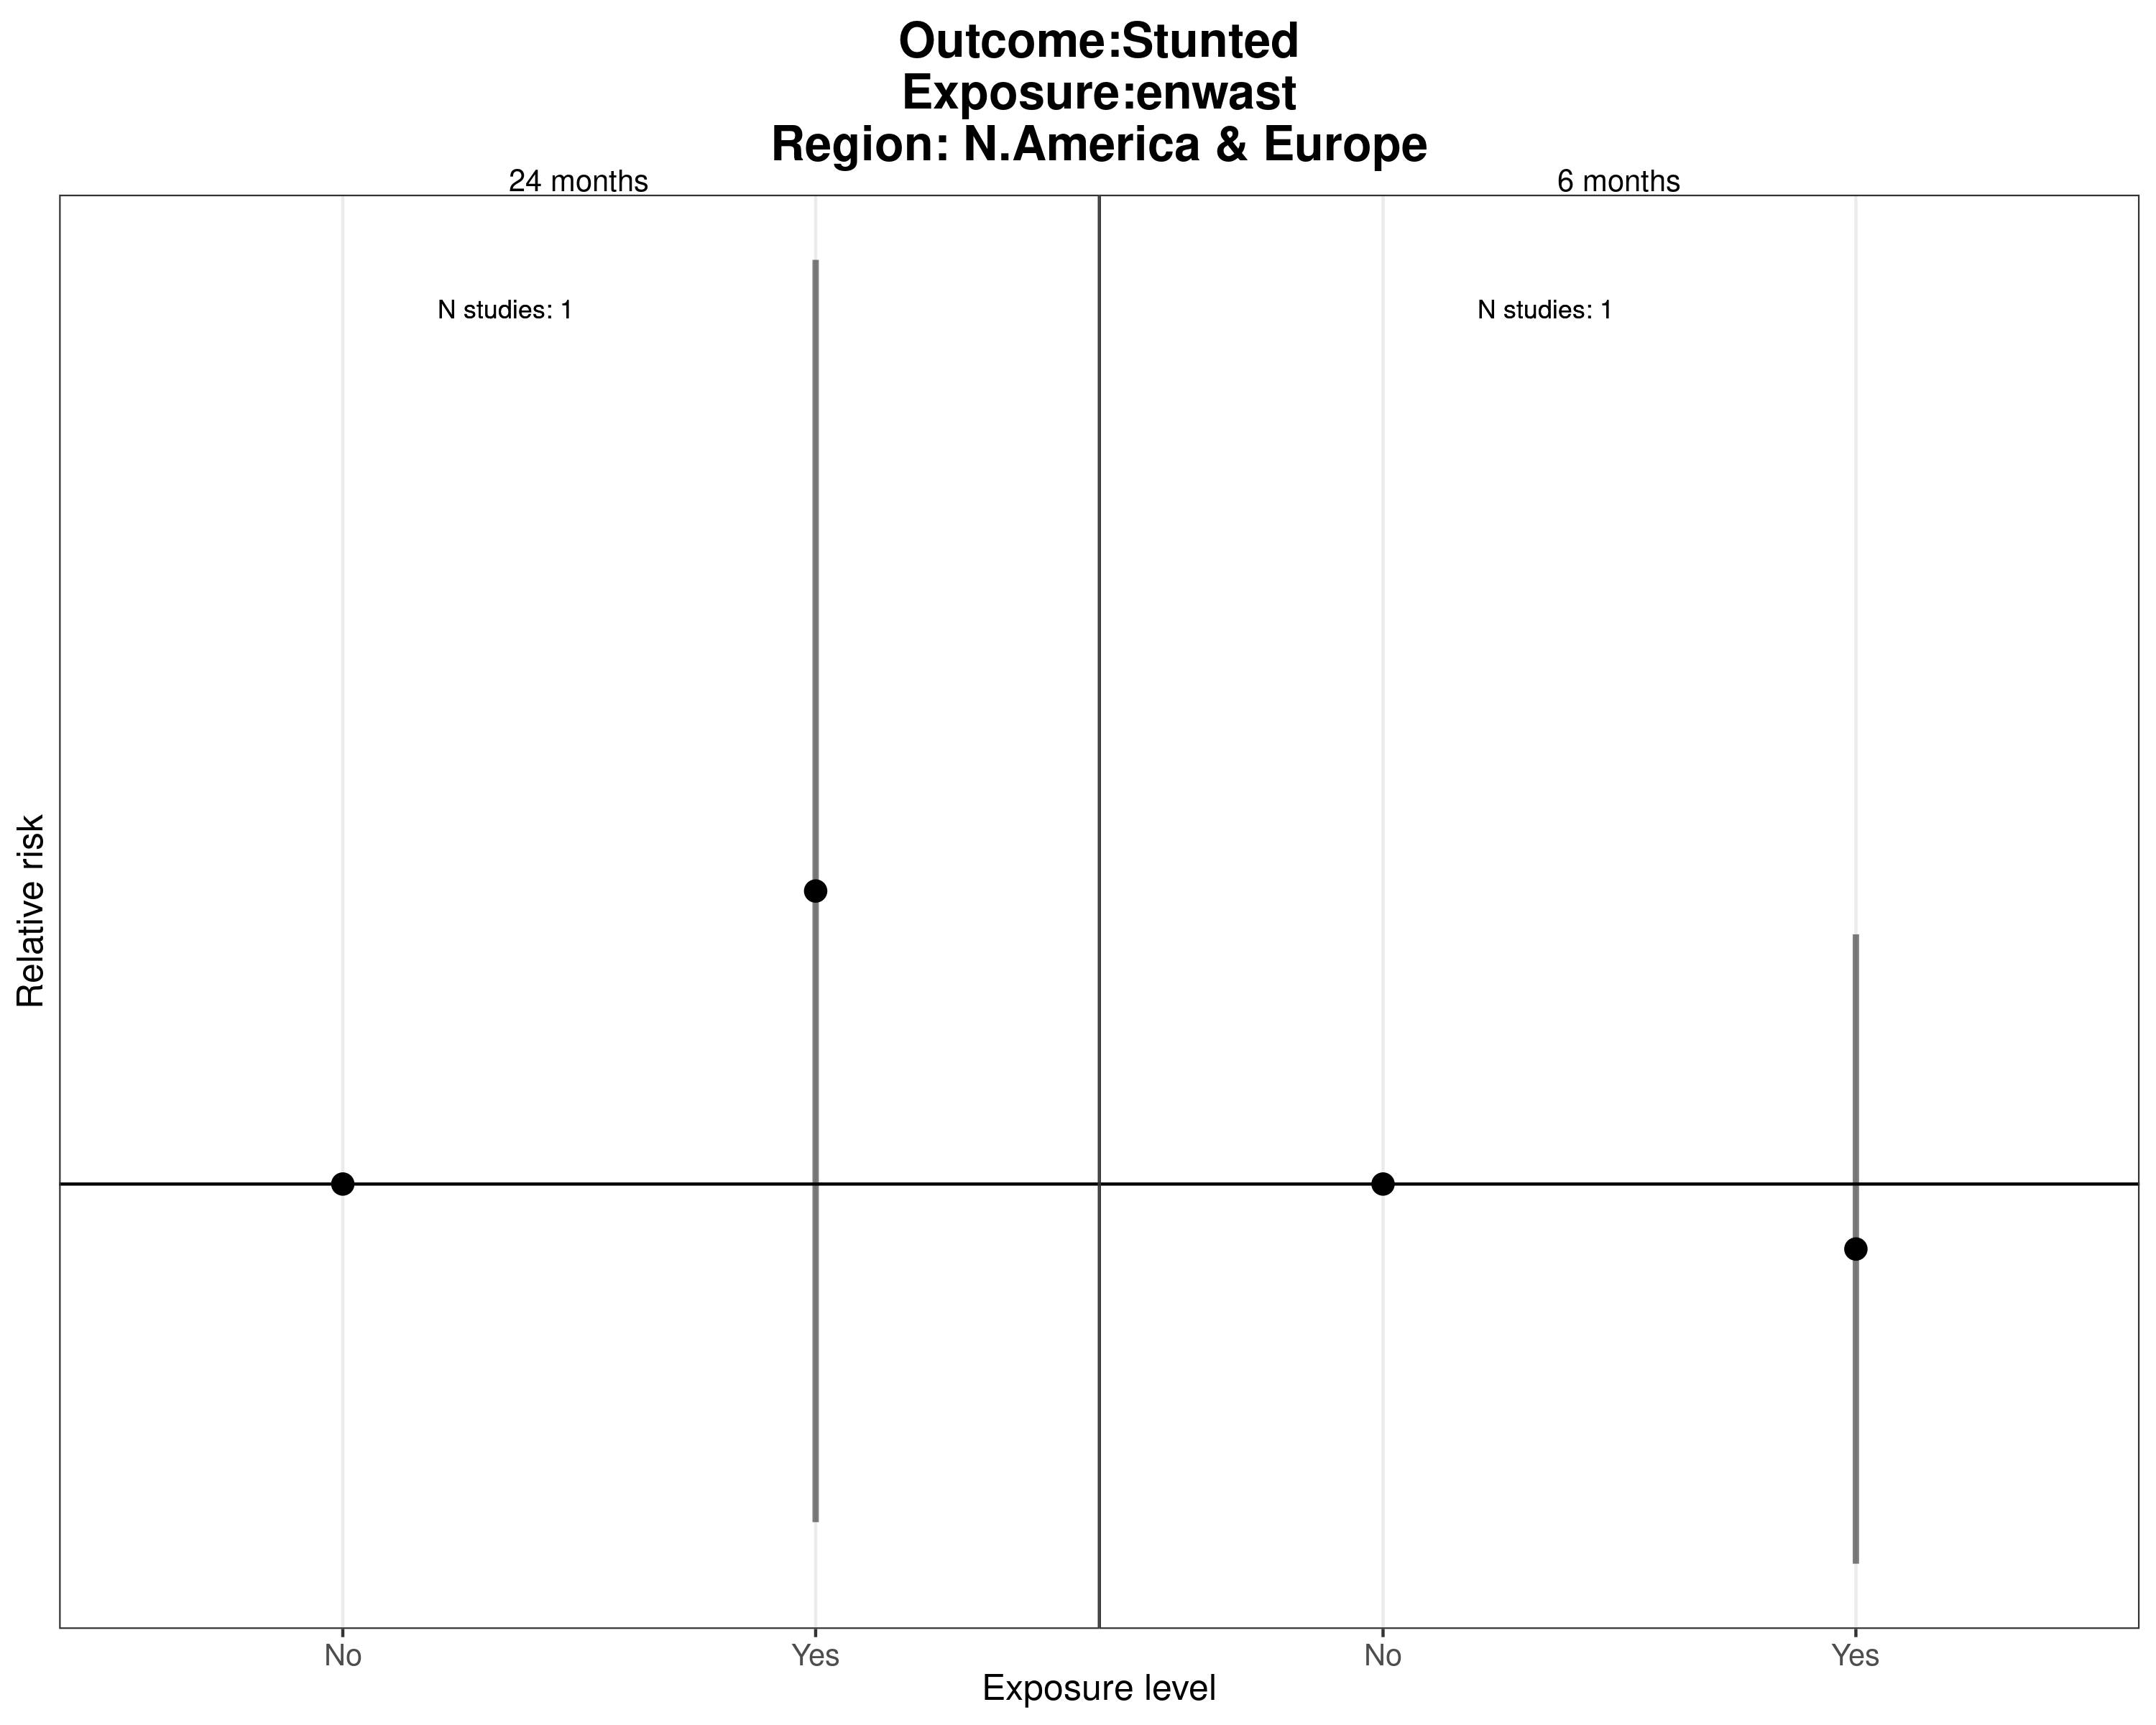 Outcome:Stunted
Exposure:enwast
Region: N.America & Europe
24 months
6 months
N studies: 1
N studies: 1
Relative risk
No
Yes
No
Yes
Exposure level